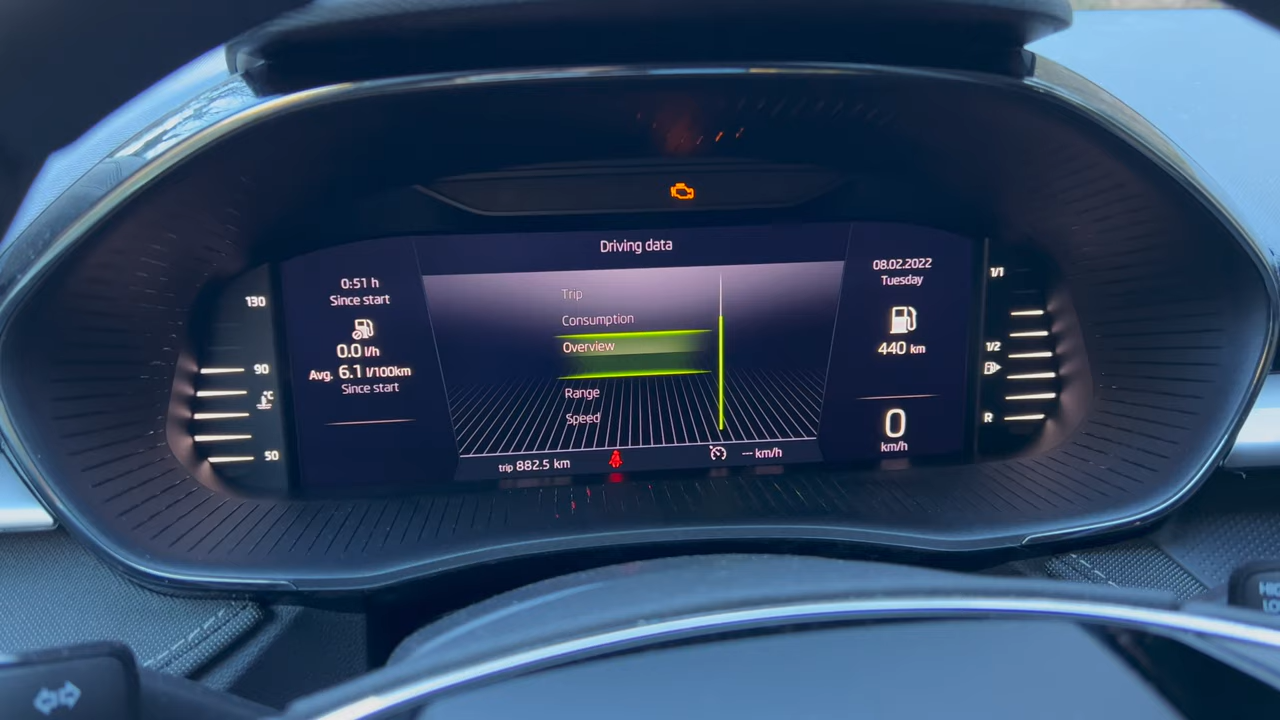 Driving data
0:51 h
Since start
0.0 l/h
Avg. 6.1 l/100km
Since start
130
90
°C
50
Trip
Consumption
Overview
Range
Speed
trip 882.5 km
--- km/h
08.02.2022
Tuesday
440 km
0
km/h
1/1
1/2
R